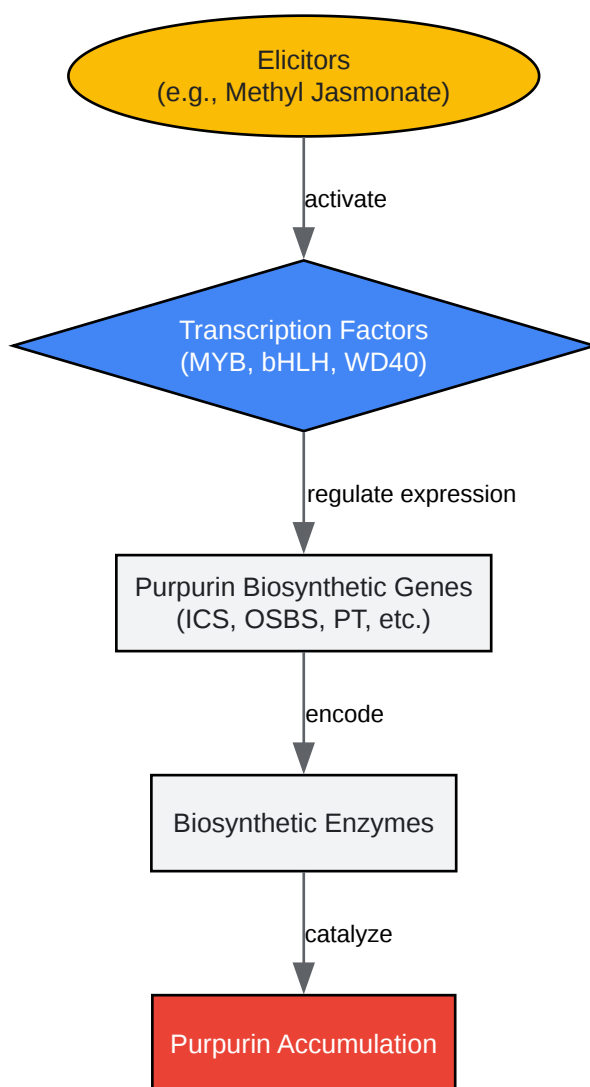 Elicitors
(e.g., Methyl Jasmonate)
activate
Transcription Factors
(MYB, bHLH, WD40)
regulate expression
Purpurin Biosynthetic Genes
(ICS, OSBS, PT, etc.)
encode
Biosynthetic Enzymes
catalyze
Purpurin Accumulation